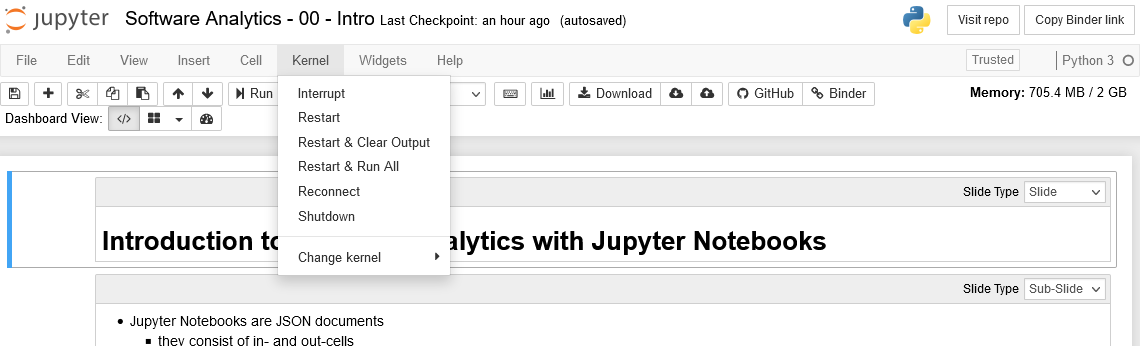 jupyter Software Analytics - 00 - Intro Last Checkpoint: an hour ago (autosaved) Visit repo Copy Binder link
File Edit View Insert Cell Kernel Widgets Help Trusted Python 3
Run Download GitHub Binder Memory: 705.4 MB / 2 GB
Dashboard View:
Interrupt
Restart
Restart & Clear Output
Restart & Run All
Reconnect
Shutdown
Change kernel
Slide Type Slide
Introduction to alytics with Jupyter Notebooks
Slide Type Sub-Slide
Jupyter Notebooks are JSON documents
they consist of in- and out-cells